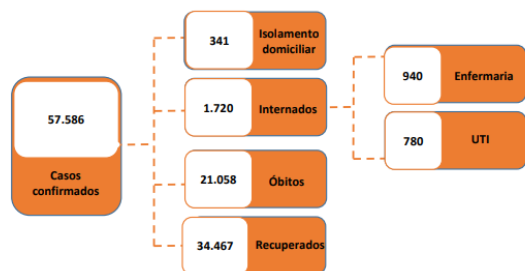 57.586
Casos
confirmados
341
Isolamento
domiciliar
1.720
Internados
940
Enfermaria
780
UTI
21.058
Óbitos
34.467
Recuperados